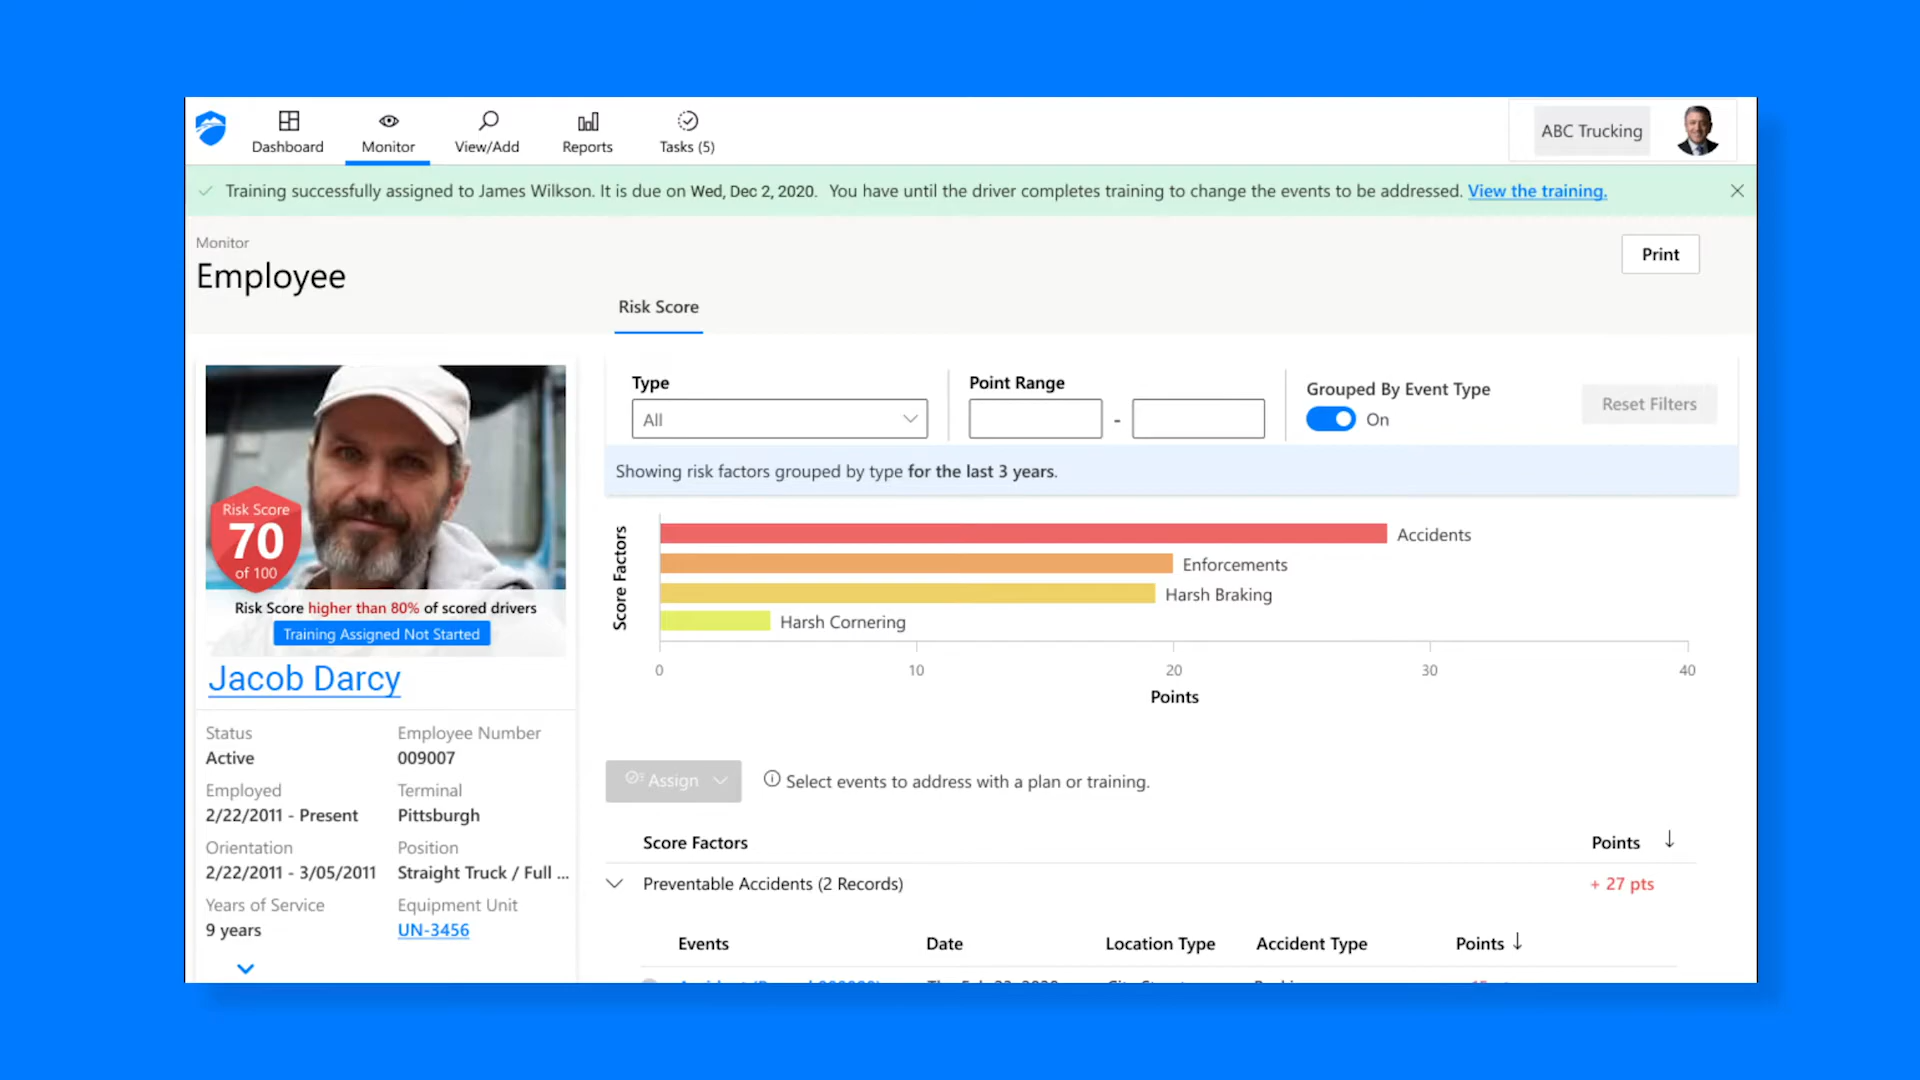 Dashboard
Monitor
View/Add
Reports
Tasks (5)
ABC Trucking
Training successfully assigned to James Wilkson. It is due on Wed, Dec 2, 2020. You have until the driver completes training to change the events to be addressed. View the training.
Monitor
Employee
Print
Risk Score
Type
All
Point Range
-
Grouped By Event Type
On
Reset Filters
Showing risk factors grouped by type for the last 3 years.
Risk Score
70
of 100
Risk Score higher than 80% of scored drivers
Training Assigned Not Started
Jacob Darcy
Status
Active
Employee Number
009007
Employed
2/22/2011 - Present
Terminal
Pittsburgh
Orientation
2/22/2011 - 3/05/2011
Position
Straight Truck / Full ...
Years of Service
9 years
Equipment Unit
UN-3456
Score Factors
Accidents
Enforcements
Harsh Braking
Harsh Cornering
0 10 20 30 40
Points
Assign
Select events to address with a plan or training.
Score Factors Points
Preventable Accidents (2 Records) + 27 pts
Events Date Location Type Accident Type Points